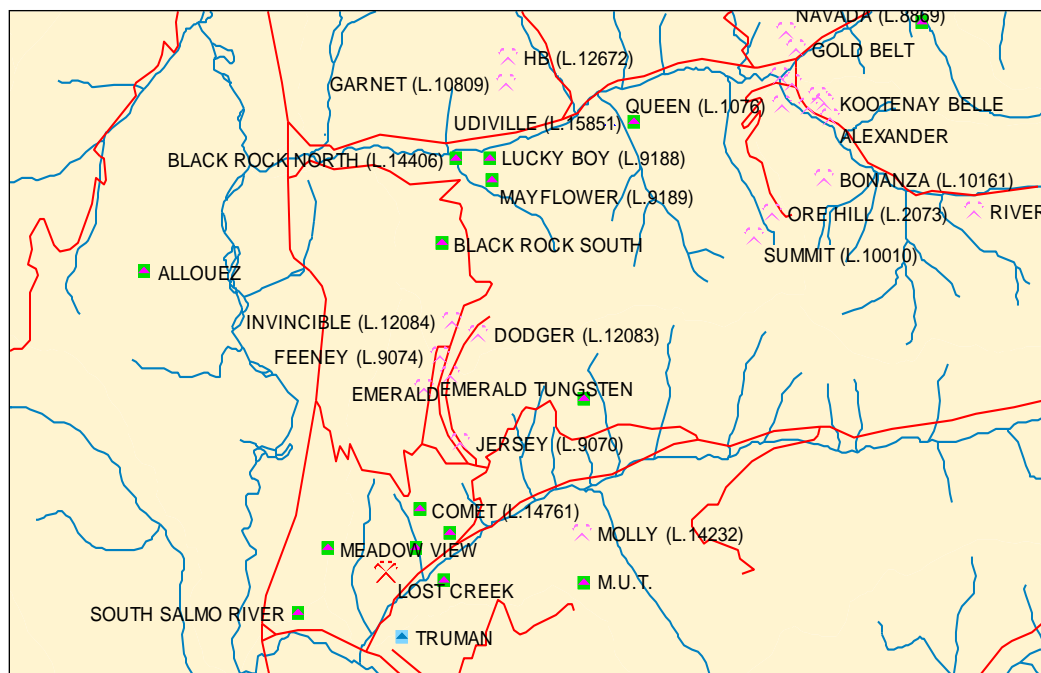 NAVADA (L.8869)
GOLD BELT
HB (L.12672)
GARNET (L.10809)
QUEEN (L.1076)
KOOTENAY BELLE
UDIVILLE (L.15851)
ALEXANDER
BLACK ROCK NORTH (L.14406)
LUCKY BOY (L.9188)
BONANZA (L.10161)
MAYFLOWER (L.9189)
ORE HILL (L.2073)
RIVER
BLACK ROCK SOUTH
SUMMIT (L.10010)
ALLOUEZ
INVINCIBLE (L.12084)
DODGER (L.12083)
FEENEY (L.9074)
EMERALD TUNGSTEN
EMERALD
JERSEY (L.9070)
COMET (L.14761)
MOLLY (L.14232)
MEADOW VIEW
M.U.T.
LOST CREEK
SOUTH SALMO RIVER
TRUMAN